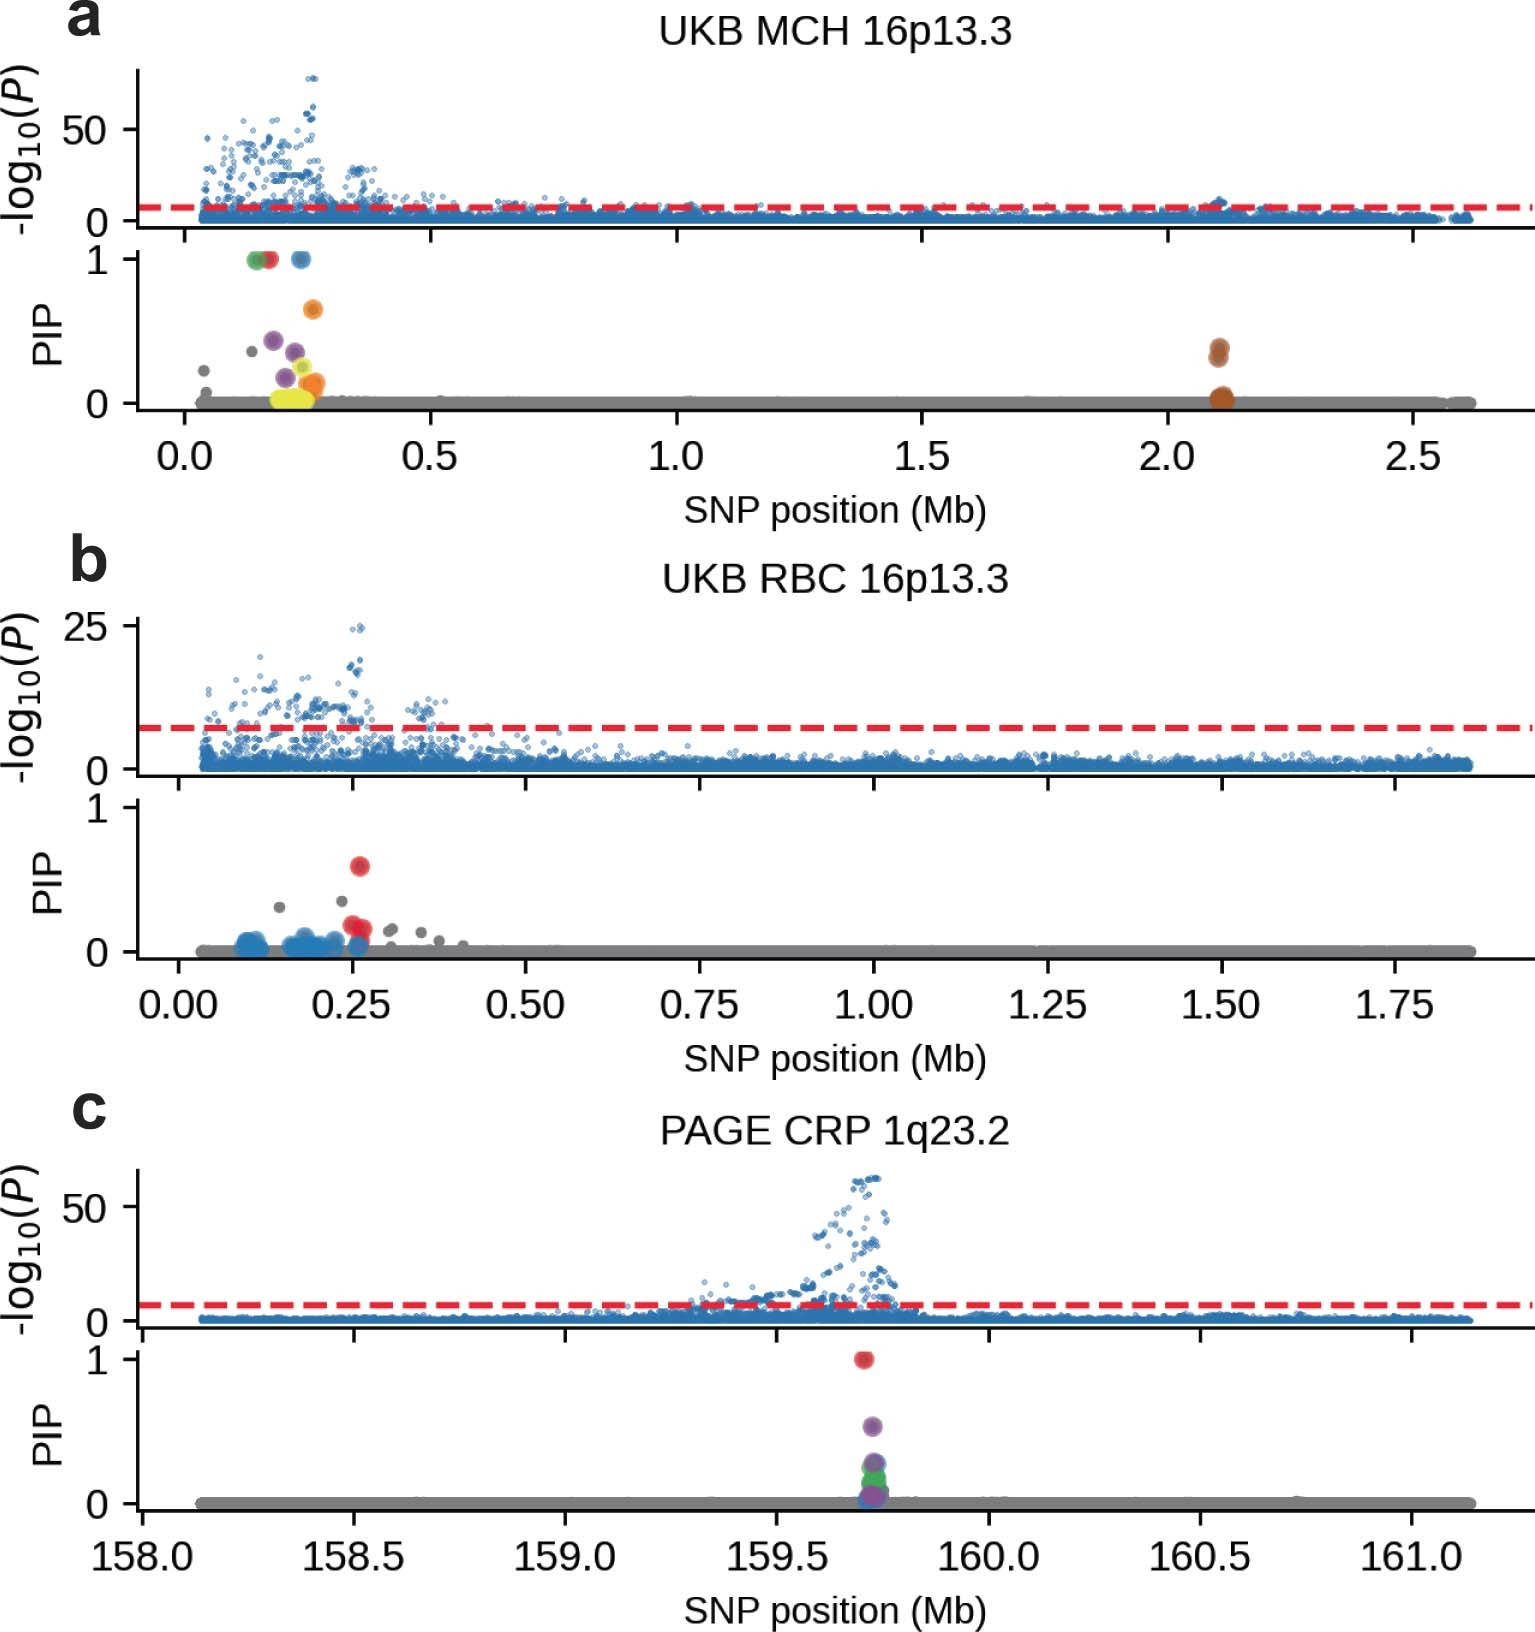 a
UKB MCH 16p13.3
-log10(P)
50
0
PIP
1
0
0.0 0.5 1.0 1.5 2.0 2.5
SNP position (Mb)
b
UKB RBC 16p13.3
-log10(P)
25
0
PIP
1
0
0.00 0.25 0.50 0.75 1.00 1.25 1.50 1.75
SNP position (Mb)
c
PAGE CRP 1q23.2
-log10(P)
50
0
PIP
1
0
158.0 158.5 159.0 159.5 160.0 160.5 161.0
SNP position (Mb)